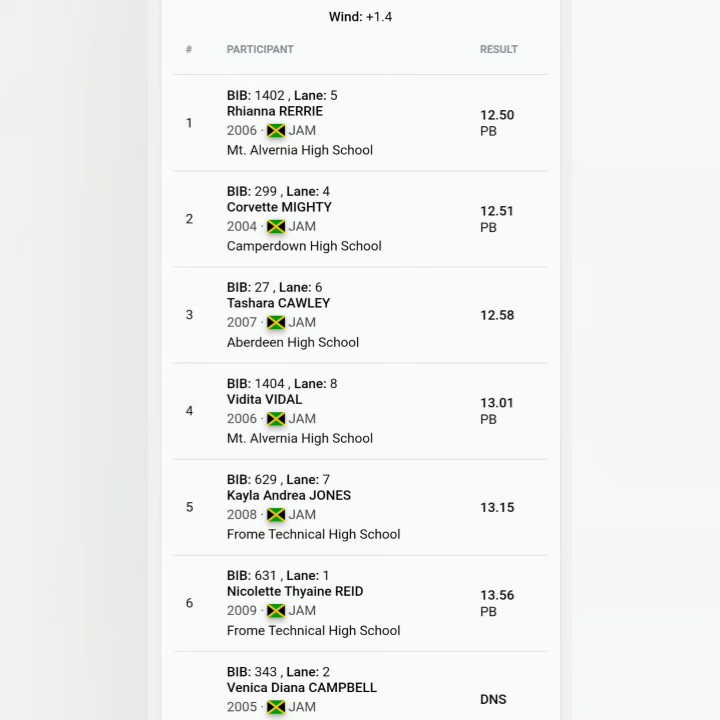 Wind: +1.4
# PARTICIPANT RESULT
BIB: 1402 , Lane: 5
Rhianna RERRIE
1
2006 · JAM
Mt. Alvernia High School
12.50
PB
BIB: 299 , Lane: 4
Corvette MIGHTY
2
2004 · JAM
Camperdown High School
12.51
PB
BIB: 27 , Lane: 6
Tashara CAWLEY
3
2007 · JAM
Aberdeen High School
12.58
BIB: 1404 , Lane: 8
Vidita VIDAL
4
2006 · JAM
Mt. Alvernia High School
13.01
PB
BIB: 629 , Lane: 7
Kayla Andrea JONES
5
2008 · JAM
Frome Technical High School
13.15
BIB: 631 , Lane: 1
Nicolette Thyaine REID
6
2009 · JAM
Frome Technical High School
13.56
PB
BIB: 343 , Lane: 2
Venica Diana CAMPBELL
2005 · JAM
DNS